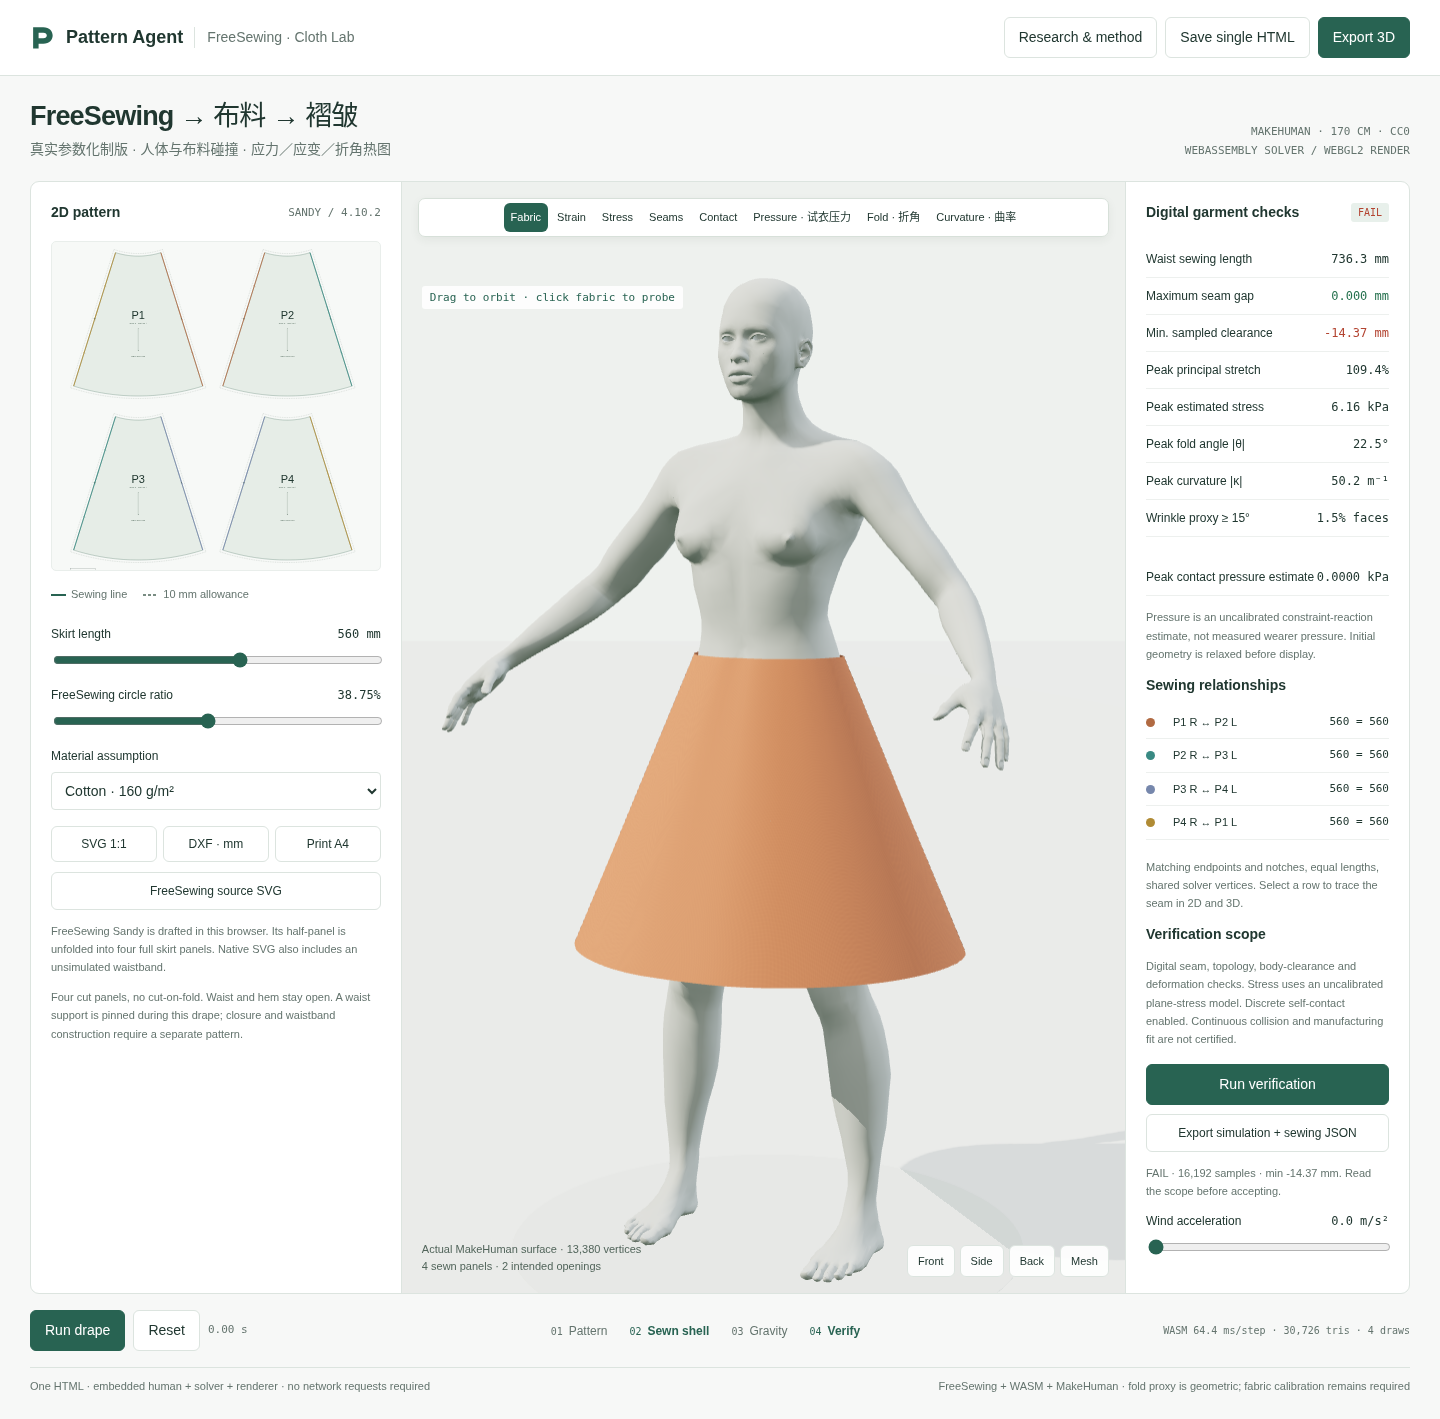 Pattern Agent
FreeSewing · Cloth Lab
Research & method
Save single HTML
Export 3D
FreeSewing → 布料 → 褶皱
真实参数化制版 · 人体与布料碰撞 · 应力／应变／折角热图
MAKEHUMAN · 170 CM · CC0
WEBASSEMBLY SOLVER / WEBGL2 RENDER
2D pattern
SANDY / 4.10.2
P1
P2
P3
P4
Sewing line
10 mm allowance
Skirt length
560 mm
FreeSewing circle ratio
38.75%
Material assumption
Cotton · 160 g/m²
SVG 1:1
DXF · mm
Print A4
FreeSewing source SVG
FreeSewing Sandy is drafted in this browser. Its half-panel is
unfolded into four full skirt panels. Native SVG also includes an
unsimulated waistband.
Four cut panels, no cut-on-fold. Waist and hem stay open. A waist
support is pinned during this drape; closure and waistband
construction require a separate pattern.
Fabric
Strain
Stress
Seams
Contact
Pressure · 试衣压力
Fold · 折角
Curvature · 曲率
Drag to orbit · click fabric to probe
Actual MakeHuman surface · 13,380 vertices
4 sewn panels · 2 intended openings
Front
Side
Back
Mesh
Digital garment checks
FAIL
Waist sewing length
736.3 mm
Maximum seam gap
0.000 mm
Min. sampled clearance
-14.37 mm
Peak principal stretch
109.4%
Peak estimated stress
6.16 kPa
Peak fold angle |θ|
22.5°
Peak curvature |κ|
50.2 m⁻¹
Wrinkle proxy ≥ 15°
1.5% faces
Peak contact pressure estimate
0.0000 kPa
Pressure is an uncalibrated constraint-reaction
estimate, not measured wearer pressure. Initial
geometry is relaxed before display.
Sewing relationships
P1 R ↔ P2 L
560 = 560
P2 R ↔ P3 L
560 = 560
P3 R ↔ P4 L
560 = 560
P4 R ↔ P1 L
560 = 560
Matching endpoints and notches, equal lengths,
shared solver vertices. Select a row to trace the
seam in 2D and 3D.
Verification scope
Digital seam, topology, body-clearance and
deformation checks. Stress uses an uncalibrated
plane-stress model. Discrete self-contact
enabled. Continuous collision and manufacturing
fit are not certified.
Run verification
Export simulation + sewing JSON
FAIL · 16,192 samples · min -14.37 mm. Read
the scope before accepting.
Wind acceleration
0.0 m/s²
Run drape
Reset
0.00 s
01 Pattern
02 Sewn shell
03 Gravity
04 Verify
WASM 64.4 ms/step · 30,726 tris · 4 draws
One HTML · embedded human + solver + renderer · no network requests required
FreeSewing + WASM + MakeHuman · fold proxy is geometric; fabric calibration remains required